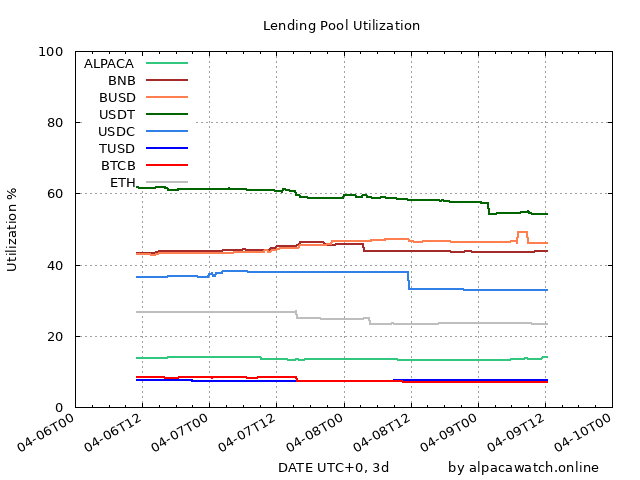 Lending Pool Utilization
Utilization %
100
80
60
40
20
0
ALPACA
BNB
BUSD
USDT
USDC
TUSD
BTCB
ETH
04-06T00
04-06T12
04-07T00
04-07T12
04-08T00
04-08T12
04-09T00
04-09T12
04-10T00
DATE UTC+0, 3d
by alpacawatch.online